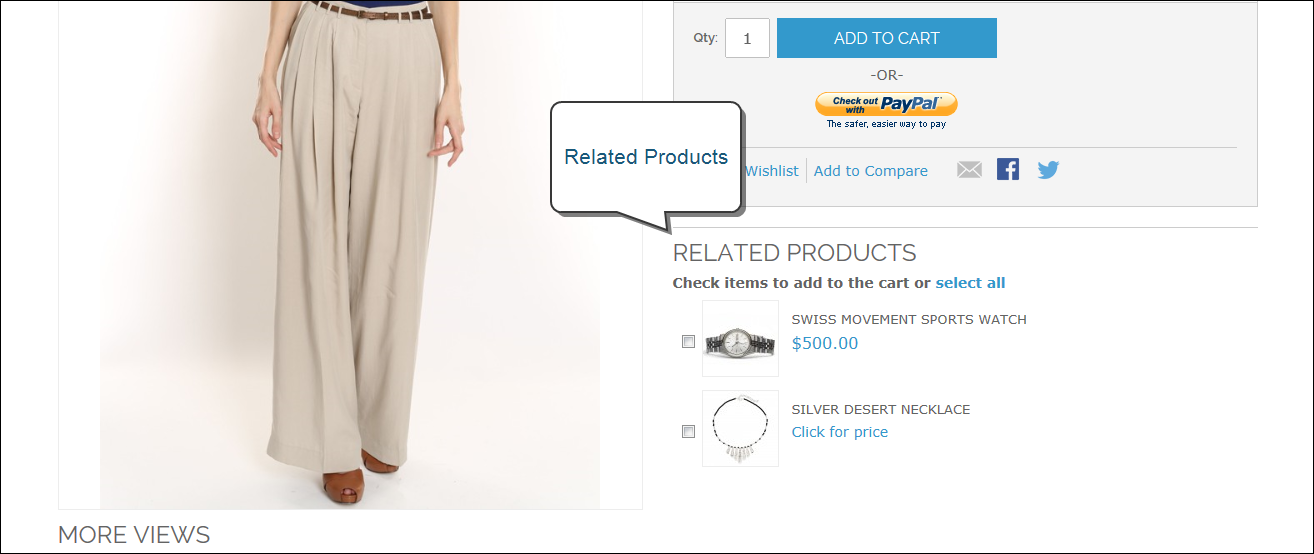 Qty: 1 ADD TO CART
-OR-
Check out with PayPal
The safer, easier way to pay
Related Products
Wishlist Add to Compare
RELATED PRODUCTS
Check items to add to the cart or select all
SWISS MOVEMENT SPORTS WATCH
$500.00
SILVER DESERT NECKLACE
Click for price
MORE VIEWS